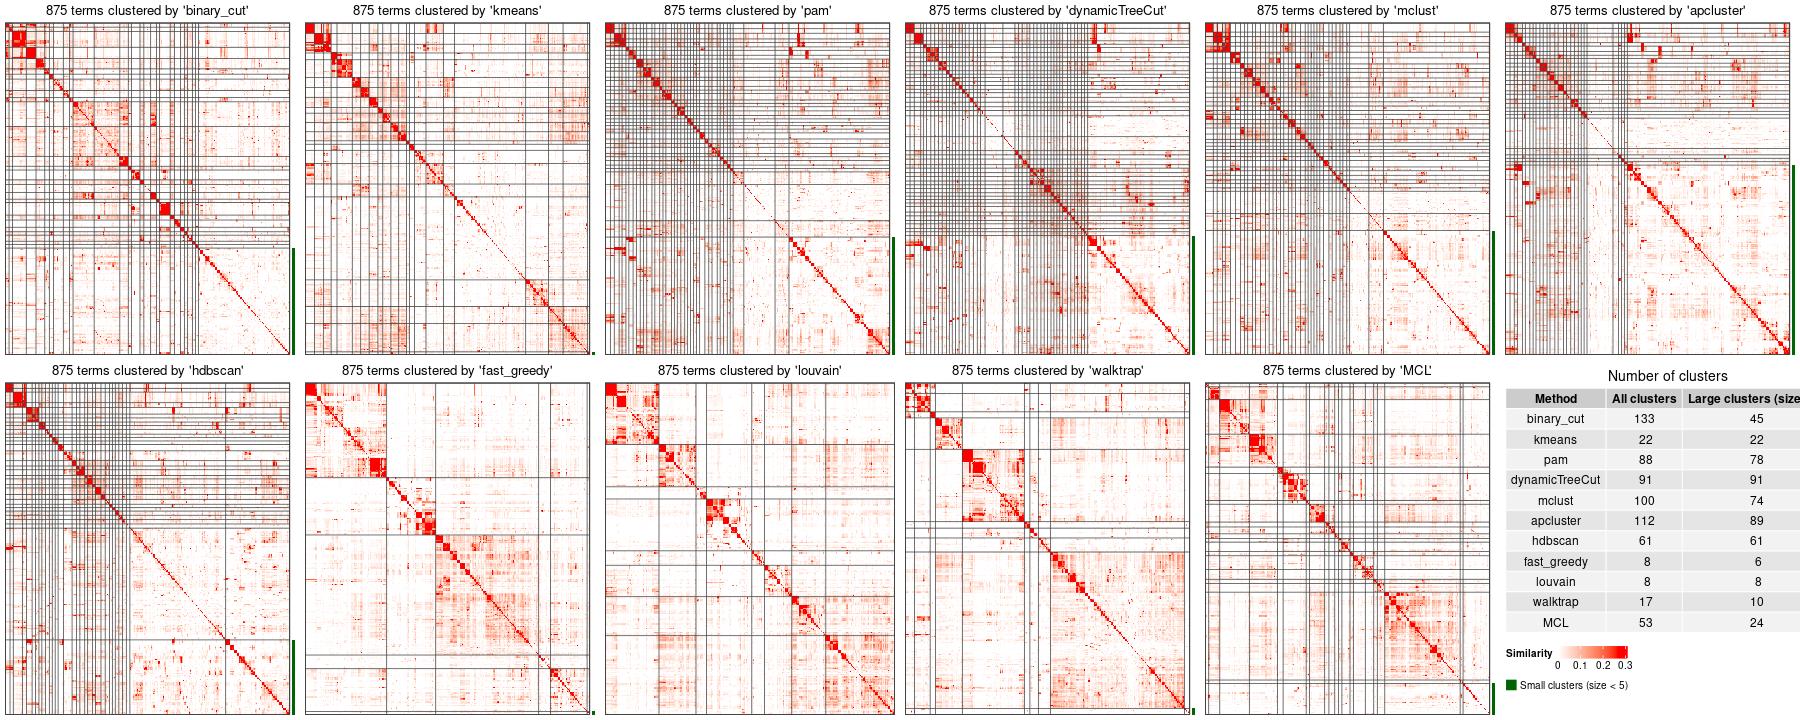 875 terms clustered by 'binary_cut'
875 terms clustered by 'kmeans'
875 terms clustered by 'pam'
875 terms clustered by 'dynamicTreeCut'
875 terms clustered by 'mclust'
875 terms clustered by 'apcluster'
875 terms clustered by 'hdbscan'
875 terms clustered by 'fast_greedy'
875 terms clustered by 'louvain'
875 terms clustered by 'walktrap'
875 terms clustered by 'MCL'
Number of clusters
Method All clusters Large clusters (size
binary_cut 133 45
kmeans 22 22
pam 88 78
dynamicTreeCut 91 91
mclust 100 74
apcluster 112 89
hdbscan 61 61
fast_greedy 8 6
louvain 8 8
walktrap 17 10
MCL 53 24
Similarity
0 0.1 0.2 0.3
Small clusters (size < 5)